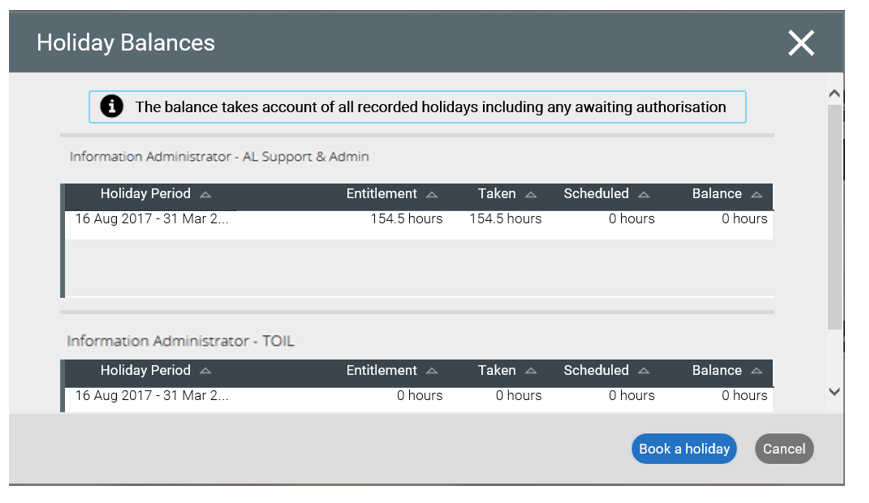 Holiday Balances
The balance takes account of all recorded holidays including any awaiting authorisation
Information Administrator - AL Support & Admin
Holiday Period Entitlement Taken Scheduled Balance
16 Aug 2017 - 31 Mar 2... 154.5 hours 154.5 hours 0 hours 0 hours
Information Administrator - TOIL
Holiday Period Entitlement Taken Scheduled Balance
16 Aug 2017 - 31 Mar 2... 0 hours 0 hours 0 hours 0 hours
Book a holiday Cancel